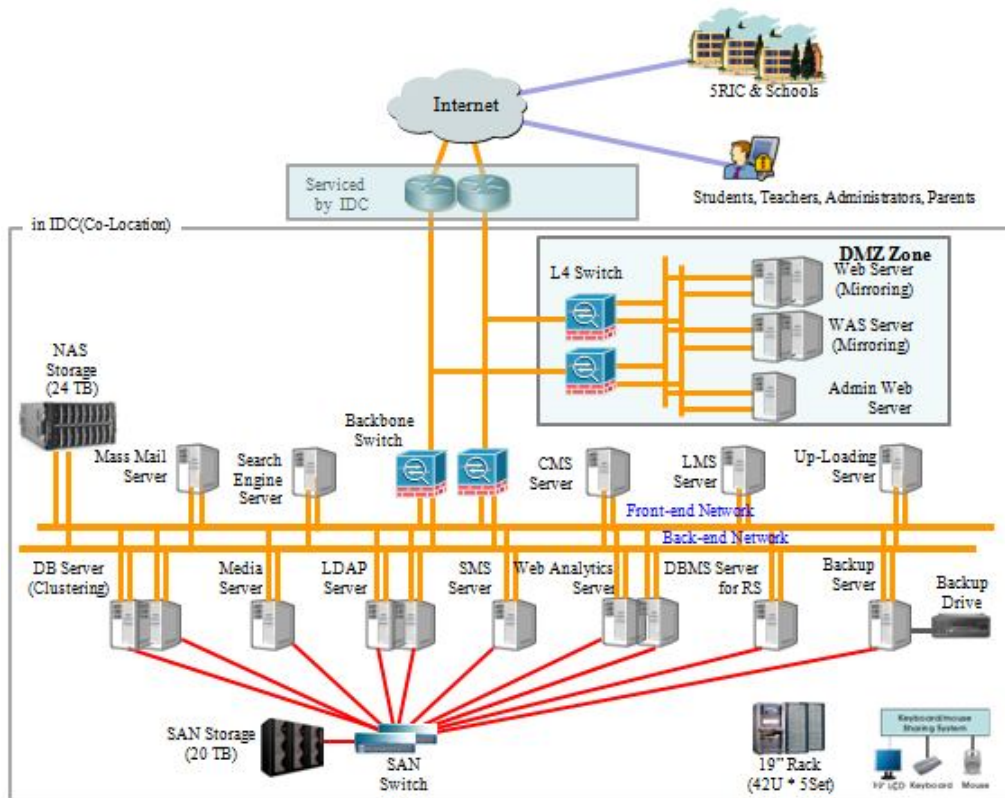 5RIC & Schools
Internet
Serviced
by IDC
Students, Teachers, Administrators, Parents
in IDC(Co-Location)
DMZ Zone
L4 Switch
Web Server
(Mirroring)
WAS Server
(Mirroring)
Admin Web
Server
NAS
Storage
(24 TB)
Backbone
Switch
Mass Mail
Server
Search
Engine
Server
CMS
Server
LMS
Server
Up-Loading
Server
Front-end Network
Back-end Network
DB Server
(Clustering)
Media
Server
LDAP
Server
SMS
Server
Web Analytics
Server
DBMS Server
for RS
Backup
Server
Backup
Drive
SAN Storage
(20 TB)
SAN
Switch
19" Rack
(42U * 5Set)
Keyboard/mouse
Sharing System
LCD
Keyboard
Mouse